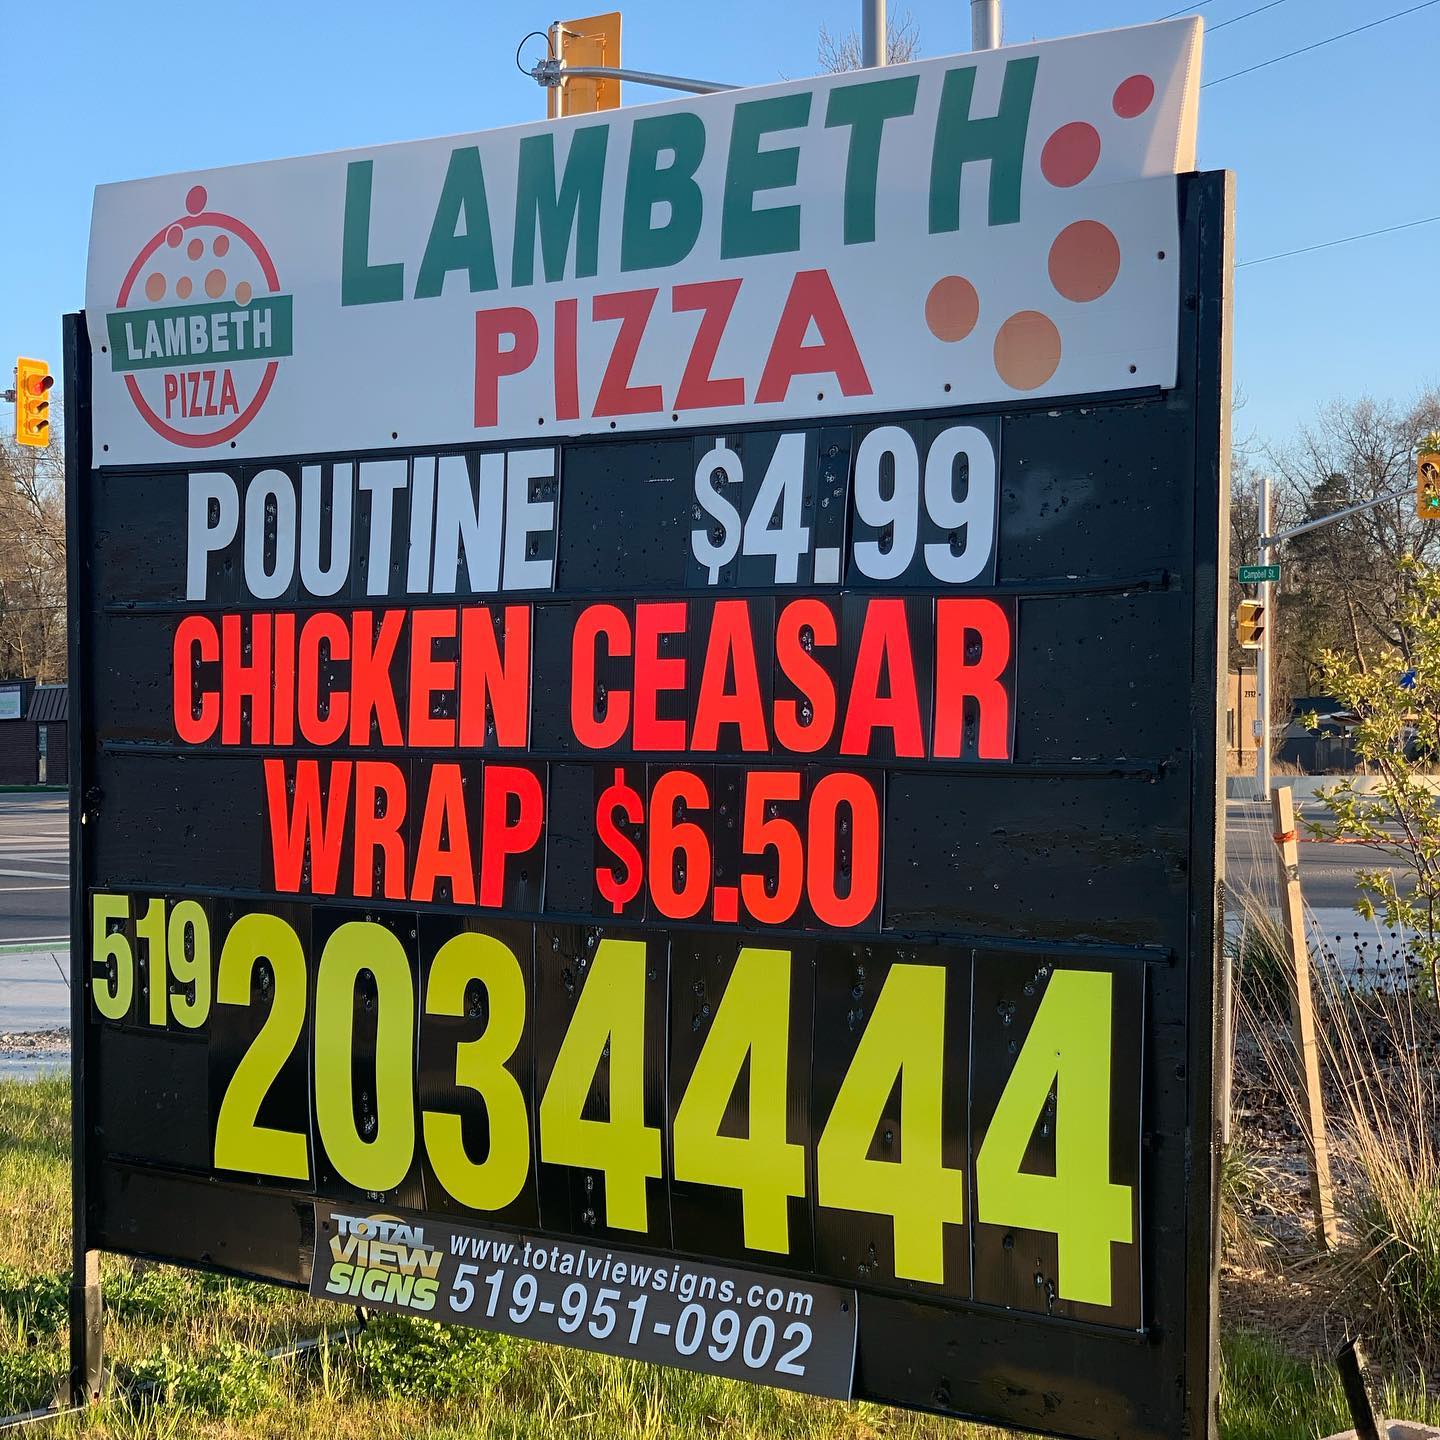 LAMBETH
PIZZA
LAMBETH
PIZZA
POUTINE $4.99
CHICKEN CEASAR
WRAP $6.50
519 2034444
TOTAL
VIEW
SIGNS
www.totalviewsigns.com
519-951-0902
Campbell St.
2312